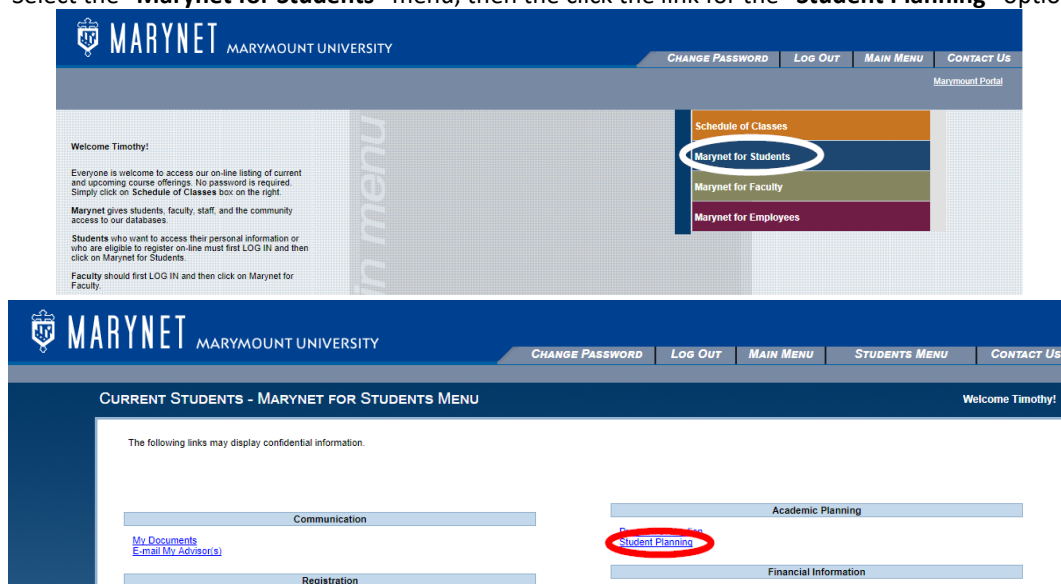 Select the "Marynet for Students" menu, then the click the link for the "Student Planning" optio
MARYNET MARYMOUNT UNIVERSITY
CHANGE PASSWORD LOG OUT MAIN MENU CONTACT US
Marymount Portal
in menu
Welcome Timothy!
Everyone is welcome to access our on-line listing of current
and upcoming course offerings. No password is required.
Simply click on Schedule of Classes box on the right.
Marynet gives students, faculty, staff, and the community
access to our databases.
Students who want to access their personal information or
who are eligible to register on-line must first LOG IN and then
click on Marynet for Students.
Faculty should first LOG IN and then click on Marynet for
Faculty.
Schedule of Classes
Marynet for Students
Marynet for Faculty
Marynet for Employees
MARYNET MARYMOUNT UNIVERSITY
CHANGE PASSWORD LOG OUT MAIN MENU STUDENTS MENU CONTACT US
CURRENT STUDENTS - MARYNET FOR STUDENTS MENU
Welcome Timothy!
The following links may display confidential information.
Communication
My Documents
E-mail My Advisor(s)
Registration
Academic Planning
Student Planning
Financial Information